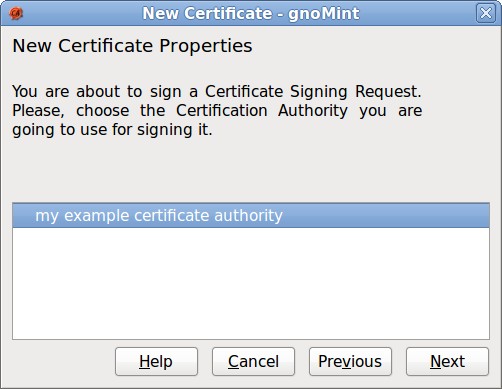 New Certificate - gnoMint
New Certificate Properties
You are about to sign a Certificate Signing Request.
Please, choose the Certification Authority you are
going to use for signing it.
my example certificate authority
Help Cancel Previous Next